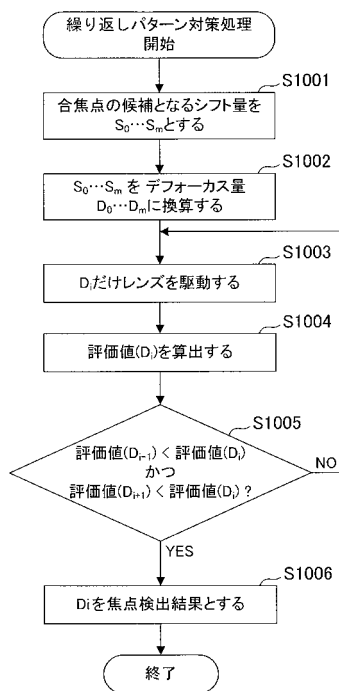 繰り返しパターン対策処理
開始
S1001
合焦点の候補となるシフト量を
S₀…Sₘとする
S1002
S₀…Sₘを デフォーカス量
D₀…Dₘに換算する
S1003
Dᵢだけレンズを駆動する
S1004
評価値(Dᵢ)を算出する
S1005
評価値(Dᵢ₋₁) < 評価値(Dᵢ)
かつ
評価値(Dᵢ₊₁) < 評価値(Dᵢ) ?
NO
YES
S1006
Diを焦点検出結果とする
終了